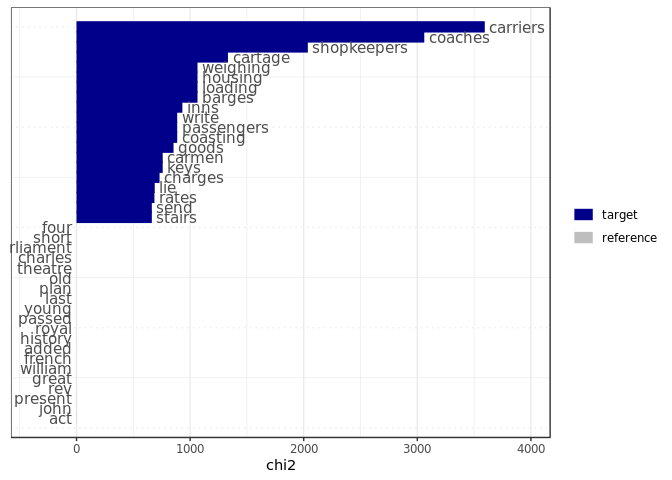 carriers
coaches
shopkeepers
cartage
weighing
housing
loading
barges
inns
write
passengers
coasting
goods
carmen
keys
charges
lie
rates
send
stairs
four
short
rliament
charles
theatre
old
plan
last
young
passed
royal
history
added
french
william
great
rev
present
john
act
target
reference
0 1000 2000 3000 4000
chi2